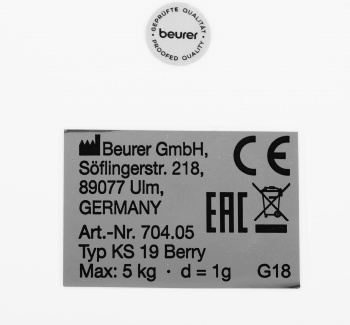 GEPRÜFTE QUALITÄT
beurer
PROOFED QUALITY
Beurer GmbH,
Söflingerstr. 218,
89077 Ulm,
GERMANY
CE
EAC
Art.-Nr. 704.05
Typ KS 19 Berry
Max: 5 kg · d = 1g G18